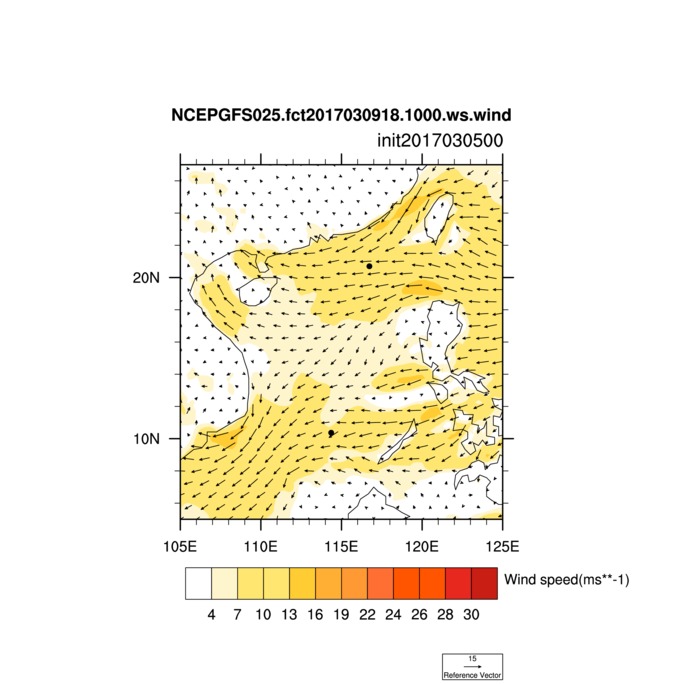 NCEPGFS025.fct2017030918.1000.ws.wind
init2017030500
20N
10N
105E 110E 115E 120E 125E
Wind speed(ms**-1)
4 7 10 13 16 19 22 24 26 28 30
15
Reference Vector